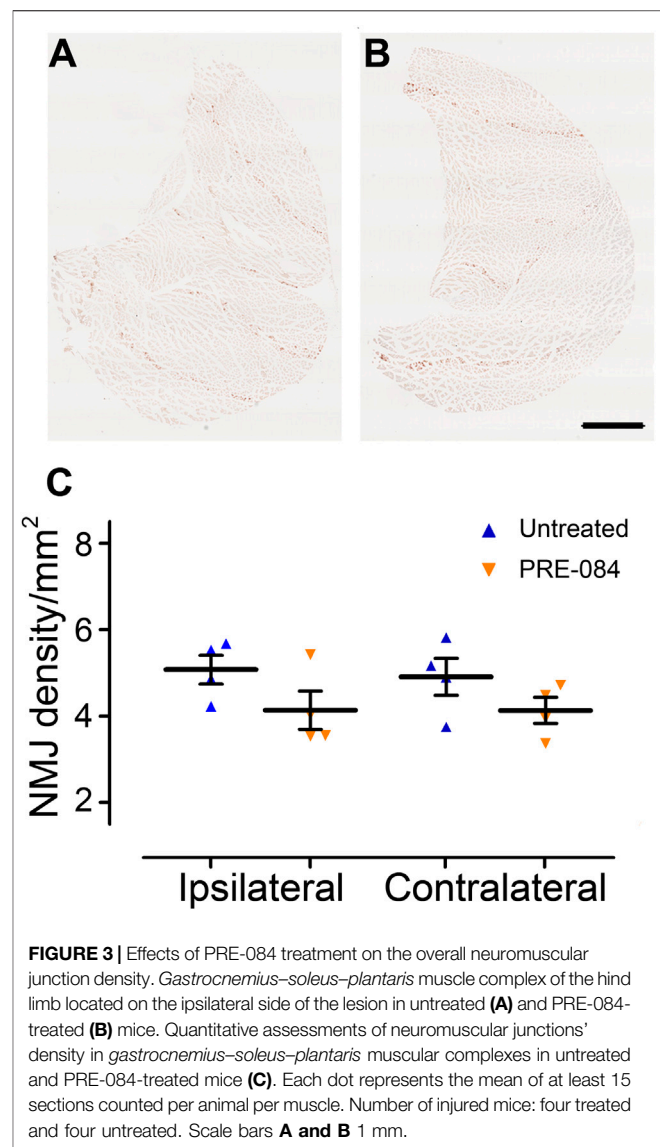 A
B
C
NMJ density/mm²
8
6
4
2
Untreated
PRE-084
Ipsilateral
Contralateral
FIGURE 3 | Effects of PRE-084 treatment on the overall neuromuscular
junction density. Gastrocnemius–soleus–plantaris muscle complex of the hind
limb located on the ipsilateral side of the lesion in untreated (A) and PRE-084-
treated (B) mice. Quantitative assessments of neuromuscular junctions'
density in gastrocnemius–soleus–plantaris muscular complexes in untreated
and PRE-084-treated mice (C). Each dot represents the mean of at least 15
sections counted per animal per muscle. Number of injured mice: four treated
and four untreated. Scale bars A and B 1 mm.